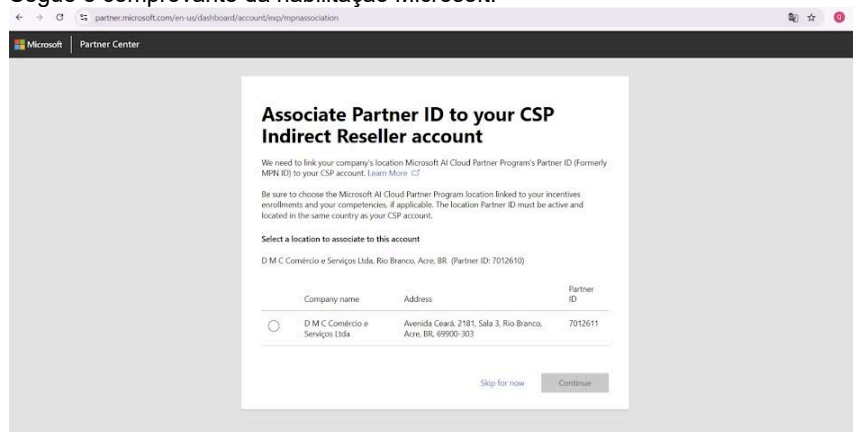 Segue o comprovante da habilitação Microsoft:
partner.microsoft.com/en-us/dashboard/account/exp/mpnassociation
Microsoft Partner Center
Associate Partner ID to your CSP
Indirect Reseller account
We need to link your company's location Microsoft AI Cloud Partner Program's Partner ID (Formerly
MPN ID) to your CSP account. Learn More
Be sure to choose the Microsoft AI Cloud Partner Program location linked to your incentives
enrollments and your competencies, if applicable. The location Partner ID must be active and
located in the same country as your CSP account.
Select a location to associate to this account
D M C Comércio e Serviços Ltda, Rio Branco, Acre, BR (Partner ID: 7012610)
Company name Address Partner
ID
D M C Comércio e Avenida Ceará, 2181, Sala 3, Rio Branco, 7012611
Serviços Ltda Acre, BR, 69900-303
Skip for now Continue